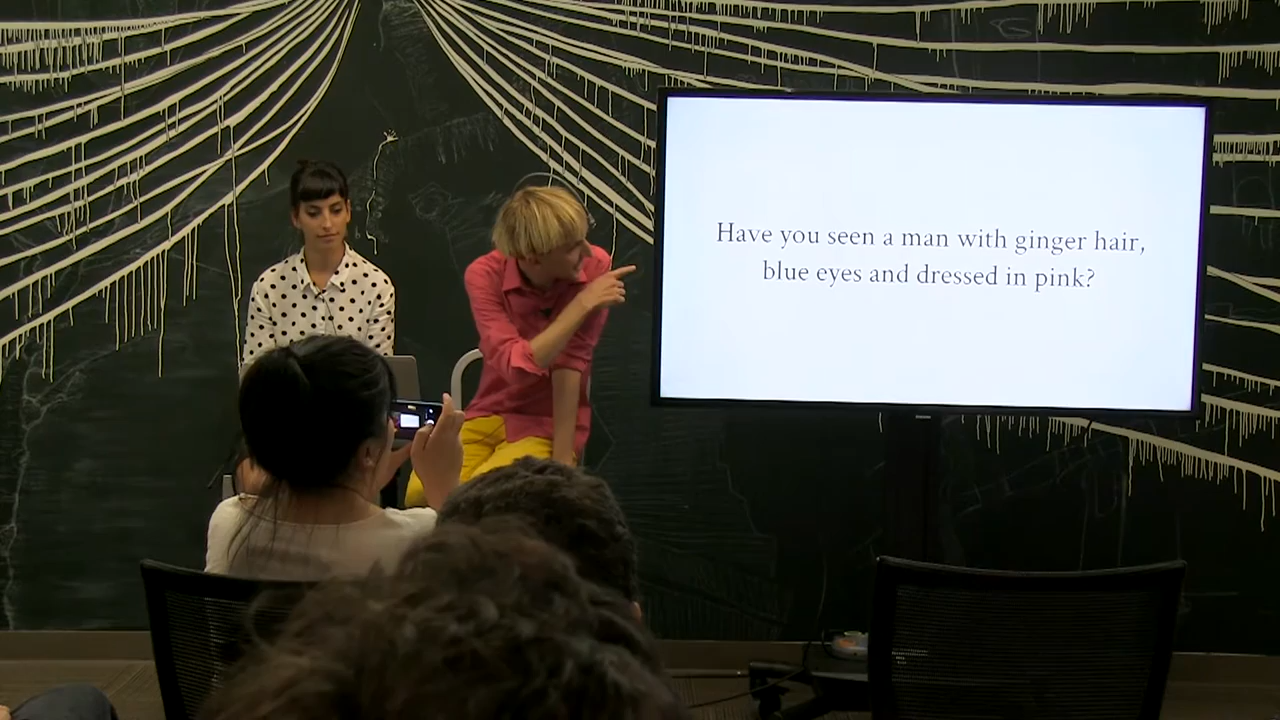 Have you seen a man with ginger hair,
blue eyes and dressed in pink?